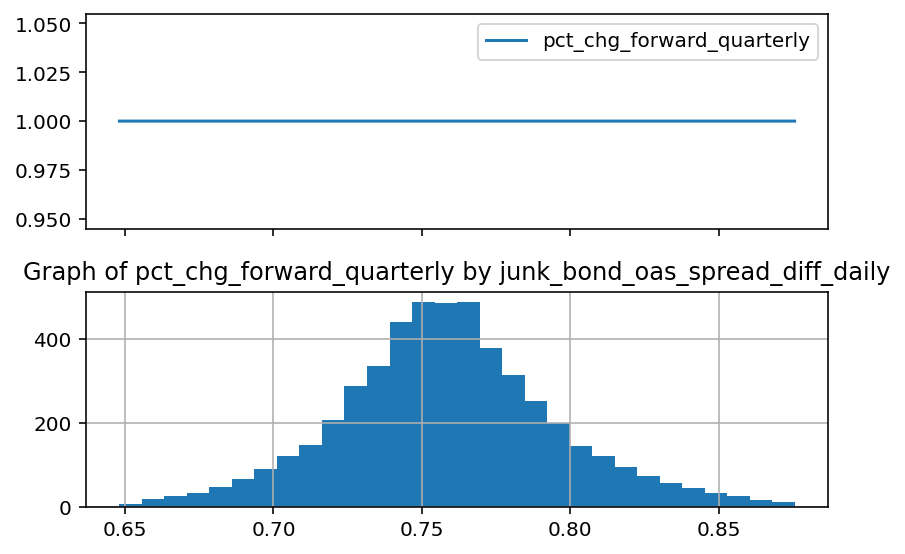 1.050
1.025
1.000
0.975
0.950
pct_chg_forward_quarterly
Graph of pct_chg_forward_quarterly by junk_bond_oas_spread_diff_daily
400
200
0
0.65 0.70 0.75 0.80 0.85